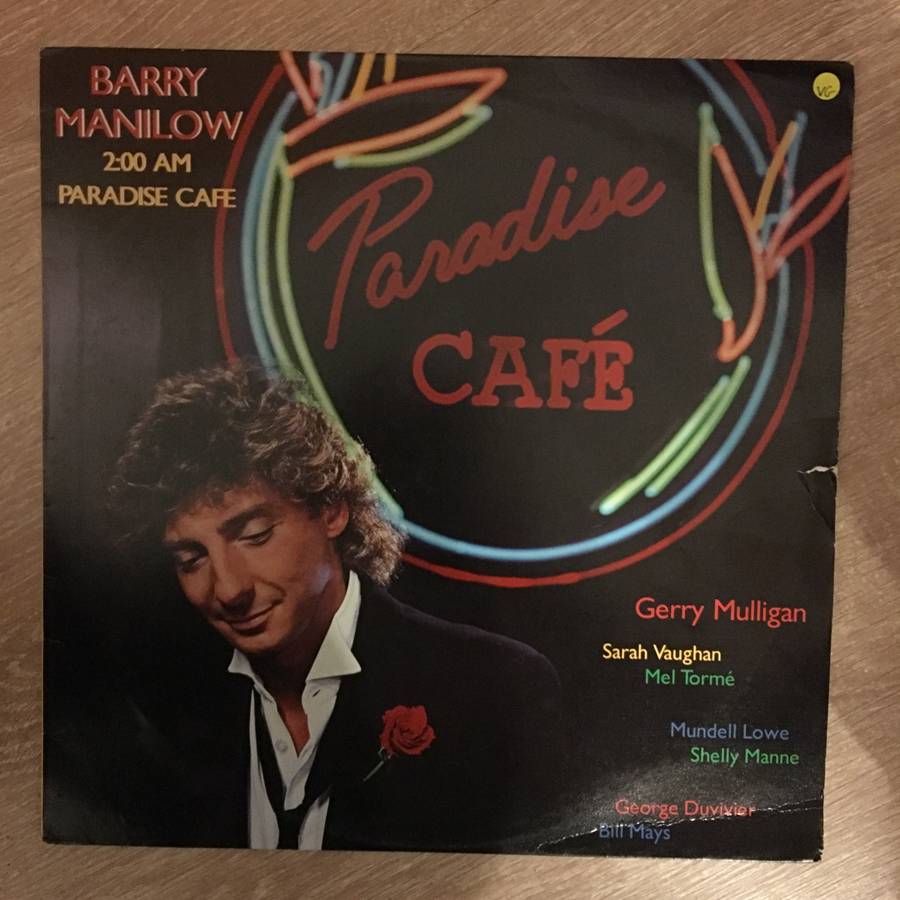 BARRY
MANILOW
2:00 AM
PARADISE CAFE
VG-
Paradise
CAFÉ
Gerry Mulligan
Sarah Vaughan
Mel Tormé
Mundell Lowe
Shelly Manne
George Duvivier
Bill Mays